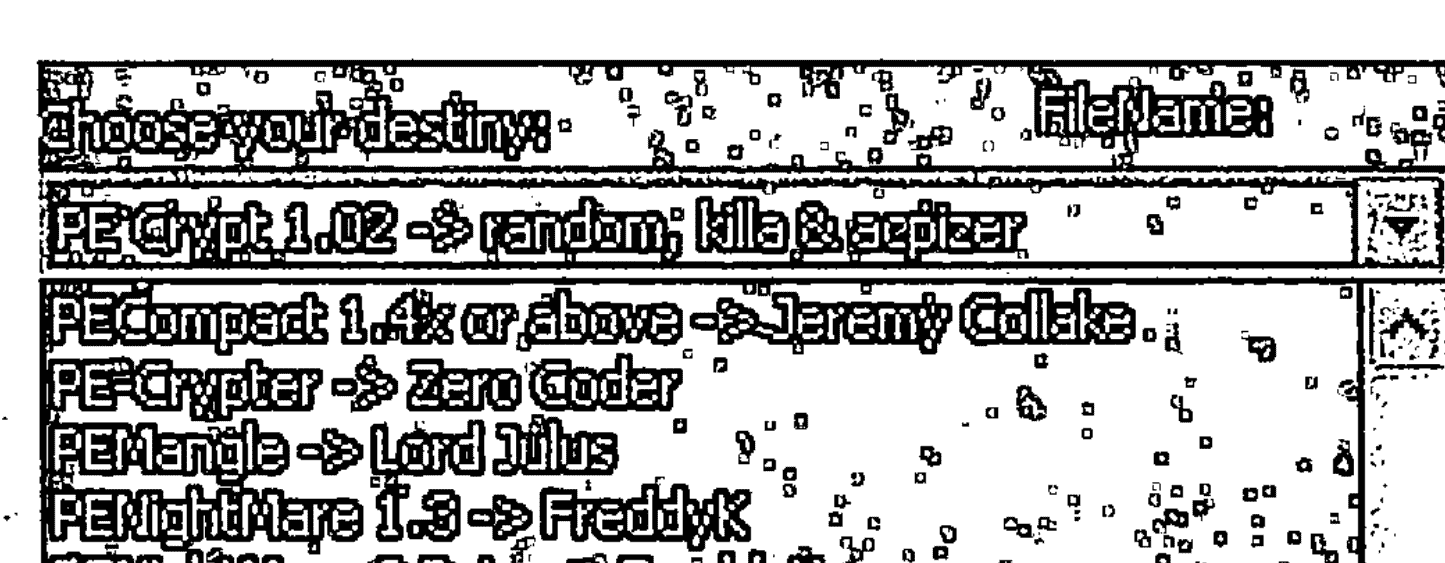 choose your destiny:
FileName:
PE Crypt 1.02 -> random, killa & acpizer
PECompact 1.4x or above -> Jeremy Collake
PE-Crypter -> Zero Coder
PEMangle -> Lord Julus
PENightMare 1.3 -> FreddyK